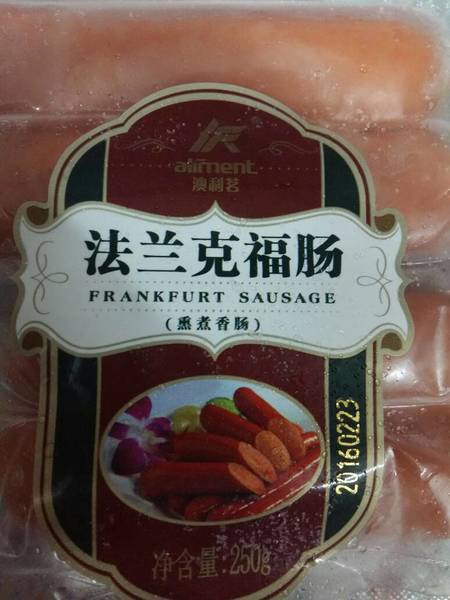 aliment
澳利茗
法兰克福肠
FRANKFURT SAUSAGE
（熏煮香肠）
20160223
净含量:250g